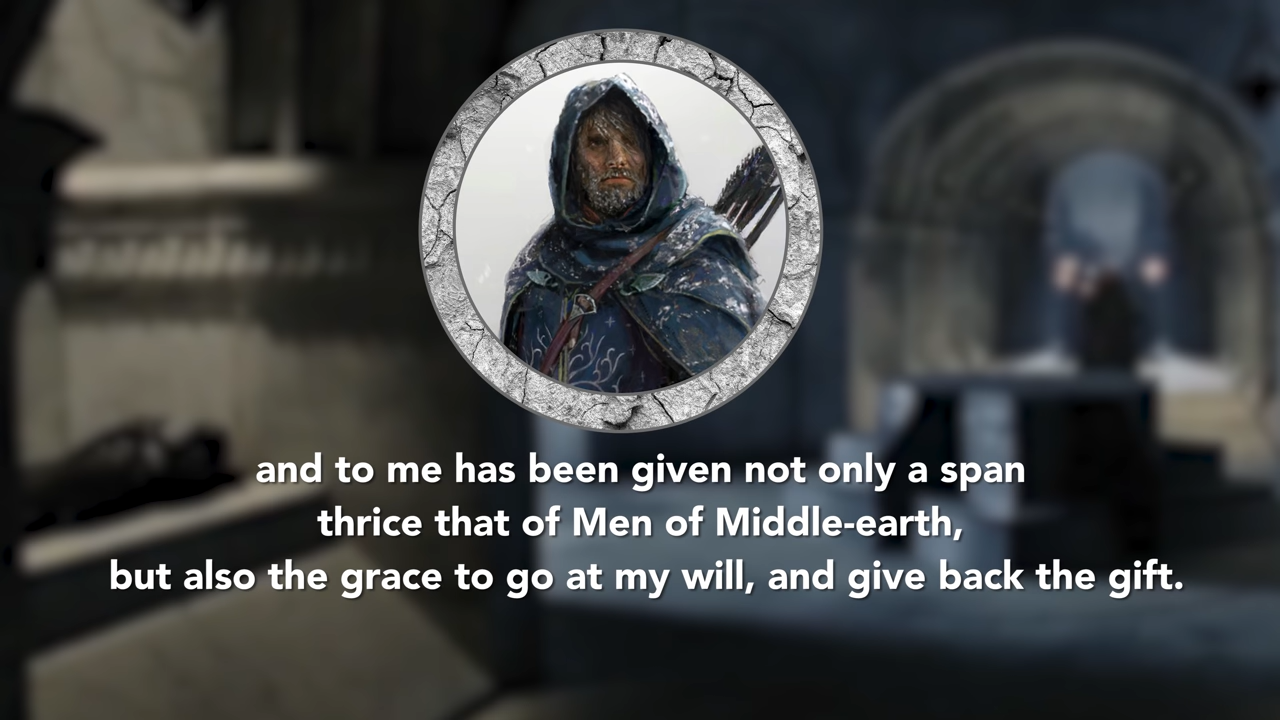 and to me has been given not only a span
thrice that of Men of Middle-earth,
but also the grace to go at my will, and give back the gift.